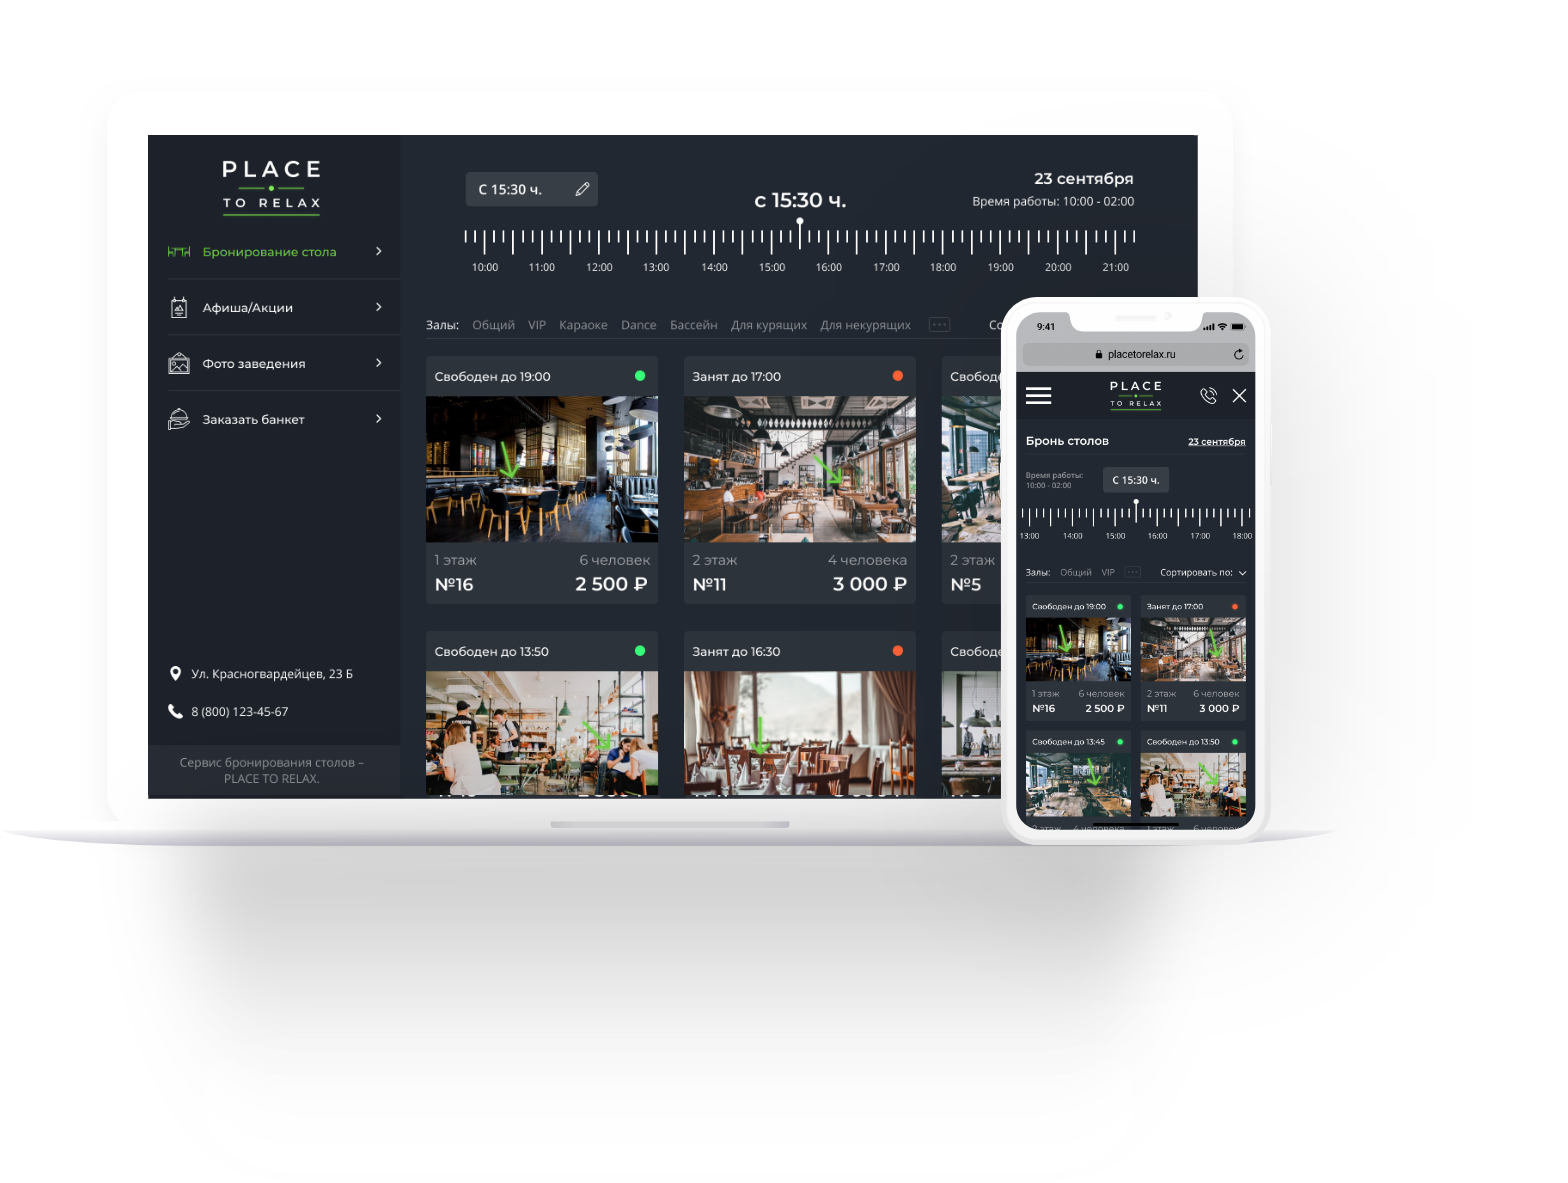 PLACE
TO RELAX
Бронирование стола
Афиша/Акции
Фото заведения
Заказать банкет
Ул. Красногвардейцев, 23 Б
8 (800) 123-45-67
Сервис бронирования столов –
PLACE TO RELAX.
С 15:30 ч.
с 15:30 ч.
23 сентября
Время работы: 10:00 - 02:00
10:00 11:00 12:00 13:00 14:00 15:00 16:00 17:00 18:00 19:00 20:00 21:00
Залы: Общий VIP Караоке Dance Бассейн Для курящих Для некурящих
Свободен до 19:00
1 этаж 6 человек
№16 2 500 ₽
Занят до 17:00
2 этаж 4 человека
№11 3 000 ₽
2 этаж
№5
Свободен до 13:50
Занят до 16:30
9:41
placetorelax.ru
PLACE
TO RELAX
Бронь столов 23 сентября
Время работы:
10:00 - 02:00
С 15:30 ч.
13:00 14:00 15:00 16:00 17:00 18:00
Залы: Общий VIP Сортировать по:
Свободен до 19:00 Занят до 17:00
1 этаж 6 человек 2 этаж 4 человека
№16 2 500 ₽ №11 3 000 ₽
Свободен до 13:45 Свободен до 13:50
2 этаж 4 человека 1 этаж 6 человек